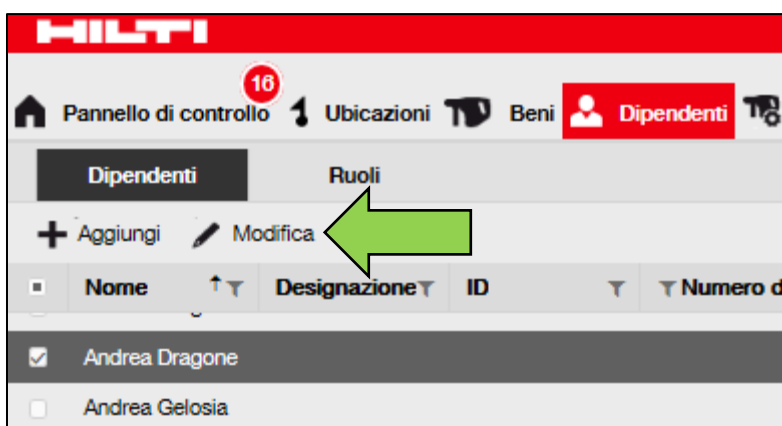 HILTI
16
Pannello di controllo Ubicazioni Beni Dipendenti
Dipendenti Ruoli
Aggiungi Modifica
Nome Designazione ID Numero d
Andrea Dragone
Andrea Gelosia